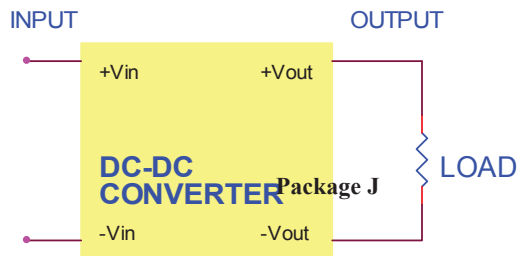 INPUT OUTPUT
+Vin +Vout
DC-DC
CONVERTER
Package J
LOAD
-Vin -Vout